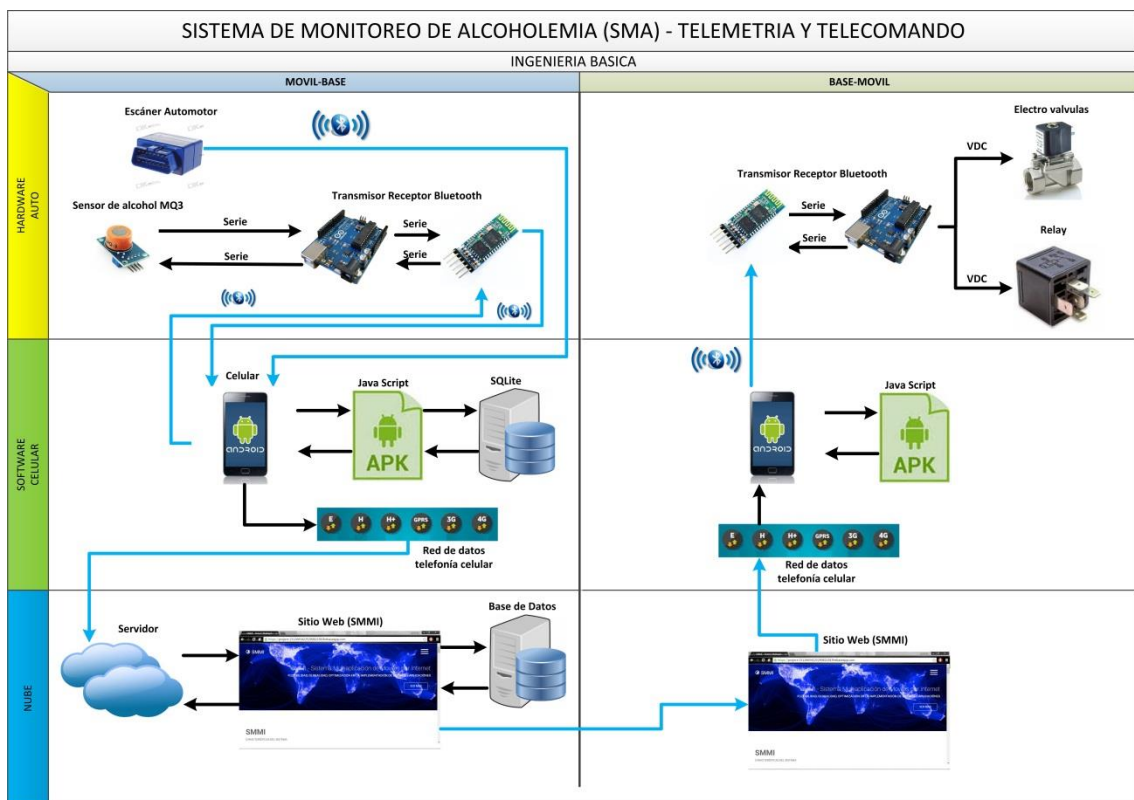 SISTEMA DE MONITOREO DE ALCOHOLEMIA (SMA) - TELEMETRIA Y TELECOMANDO
INGENIERIA BASICA
MOVIL-BASE
BASE-MOVIL
HARDWARE
AUTO
Escáner Automotor
Sensor de alcohol MQ3
Serie
Serie
Transmisor Receptor Bluetooth
Serie
Serie
Transmisor Receptor Bluetooth
Serie
Serie
Electro valvulas
VDC
Relay
VDC
SOFTWARE
CELULAR
Celular
ANDROID
Java Script
APK
SQLite
E
H
H+
GPRS
3G
4G
Red de datos
telefonía celular
ANDROID
Java Script
APK
E
H
H+
GPRS
3G
4G
Red de datos
telefonía celular
NUBE
Servidor
Sitio Web (SMMI)
SMMI
SMMI
Base de Datos
Sitio Web (SMMI)
SMMI
SMMI